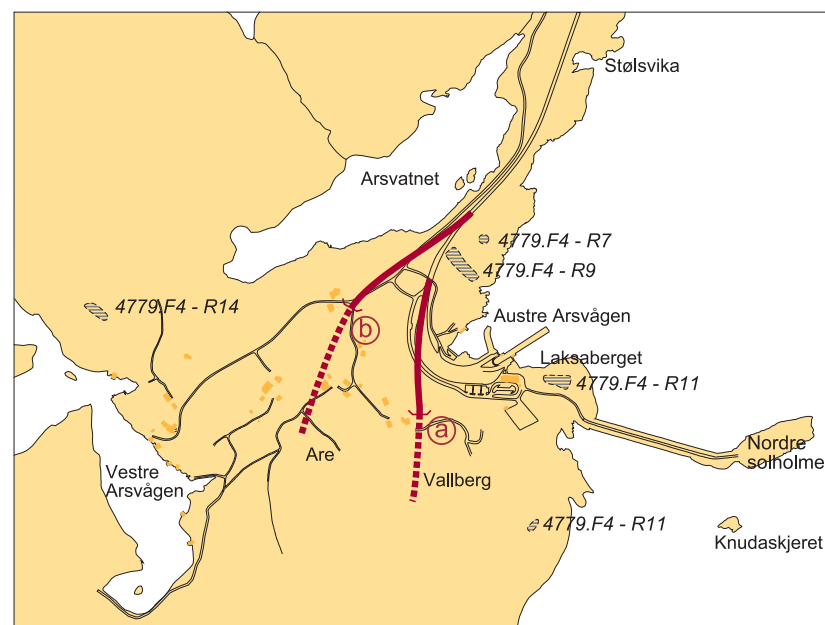 Stølsvika
Arsvatnet
4779.F4 - R7
4779.F4 - R9
4779.F4 - R14
Austre Arsvågen
b
Laksaberget
4779.F4 - R11
a
Are
Nordre
sølholme
Vestre
Arsvågen
Vallberg
4779.F4 - R11
Knudaskjeret